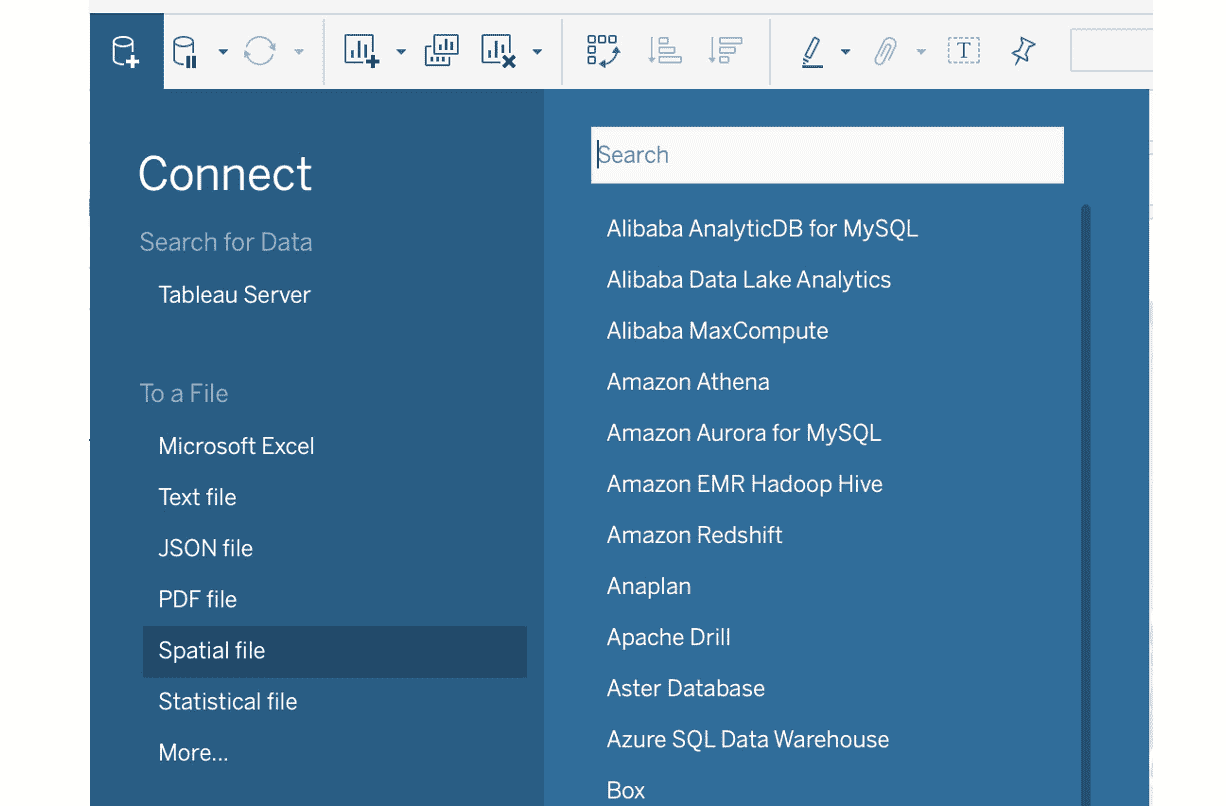 T
Connect
Search for Data
Tableau Server
To a File
Microsoft Excel
Text file
JSON file
PDF file
Spatial file
Statistical file
More...
Search
Alibaba AnalyticDB for MySQL
Alibaba Data Lake Analytics
Alibaba MaxCompute
Amazon Athena
Amazon Aurora for MySQL
Amazon EMR Hadoop Hive
Amazon Redshift
Anaplan
Apache Drill
Aster Database
Azure SQL Data Warehouse
Box